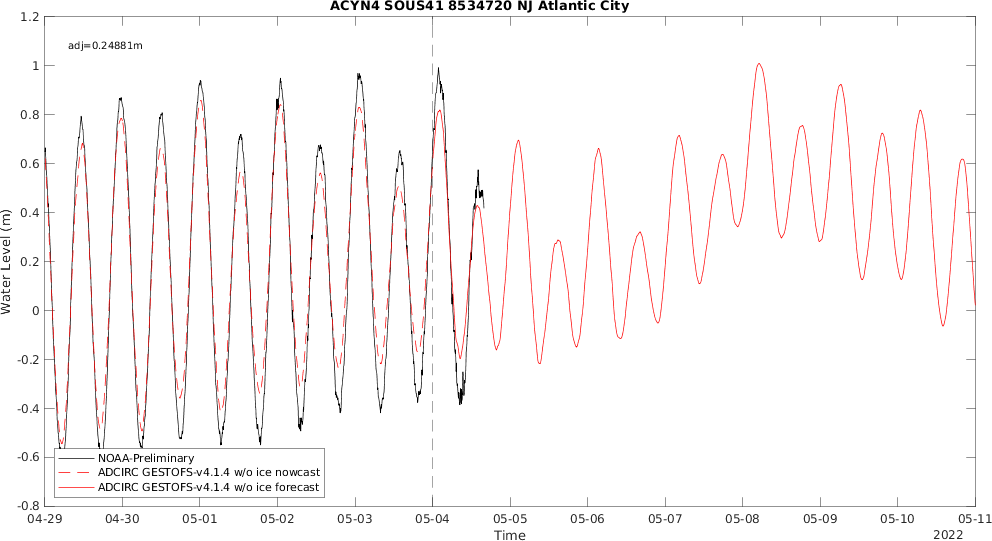 ACYN4 SOUS41 8534720 NJ Atlantic City
adj=0.24881m
1.2
1
0.8
0.6
0.4
0.2
0
-0.2
-0.4
-0.6
-0.8
Water Level (m)
NOAA-Preliminary
ADCIRC GESTOFS-v4.1.4 w/o ice nowcast
ADCIRC GESTOFS-v4.1.4 w/o ice forecast
04-29 04-30 05-01 05-02 05-03 05-04 05-05 05-06 05-07 05-08 05-09 05-10 05-11
Time
2022